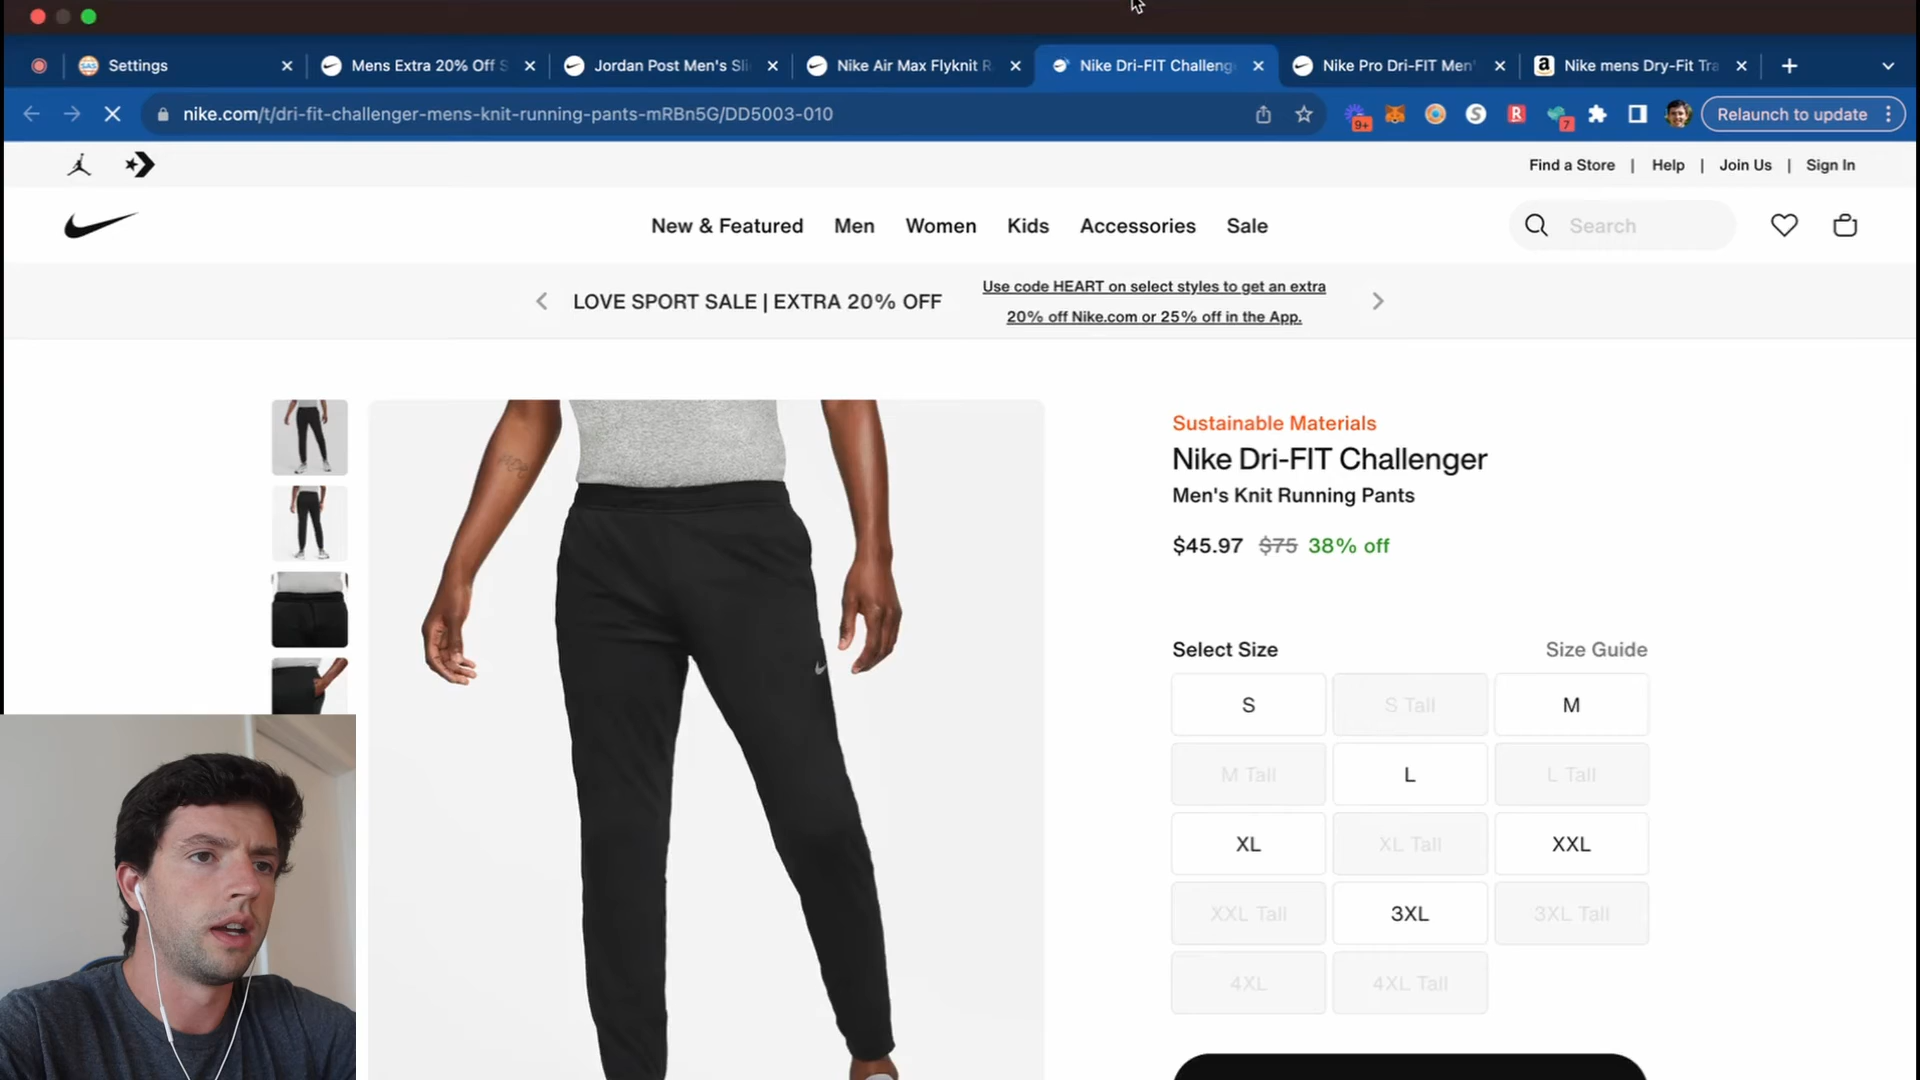 Settings
Mens Extra 20% Off S
Jordan Post Men's Sli
Nike Air Max Flyknit R
Nike Dri-FIT Challeng
Nike Pro Dri-FIT Men'
Nike mens Dry-Fit Tra
nike.com/t/dri-fit-challenger-mens-knit-running-pants-mRBn5G/DD5003-010
9+
7
Relaunch to update
Find a Store | Help | Join Us | Sign In
New & Featured Men Women Kids Accessories Sale
Search
LOVE SPORT SALE | EXTRA 20% OFF
Use code HEART on select styles to get an extra
20% off Nike.com or 25% off in the App.
Sustainable Materials
Nike Dri-FIT Challenger
Men's Knit Running Pants
$45.97 $75 38% off
Select Size Size Guide
S S Tall M
M Tall L L Tall
XL XL Tall XXL
XXL Tall 3XL 3XL Tall
4XL 4XL Tall